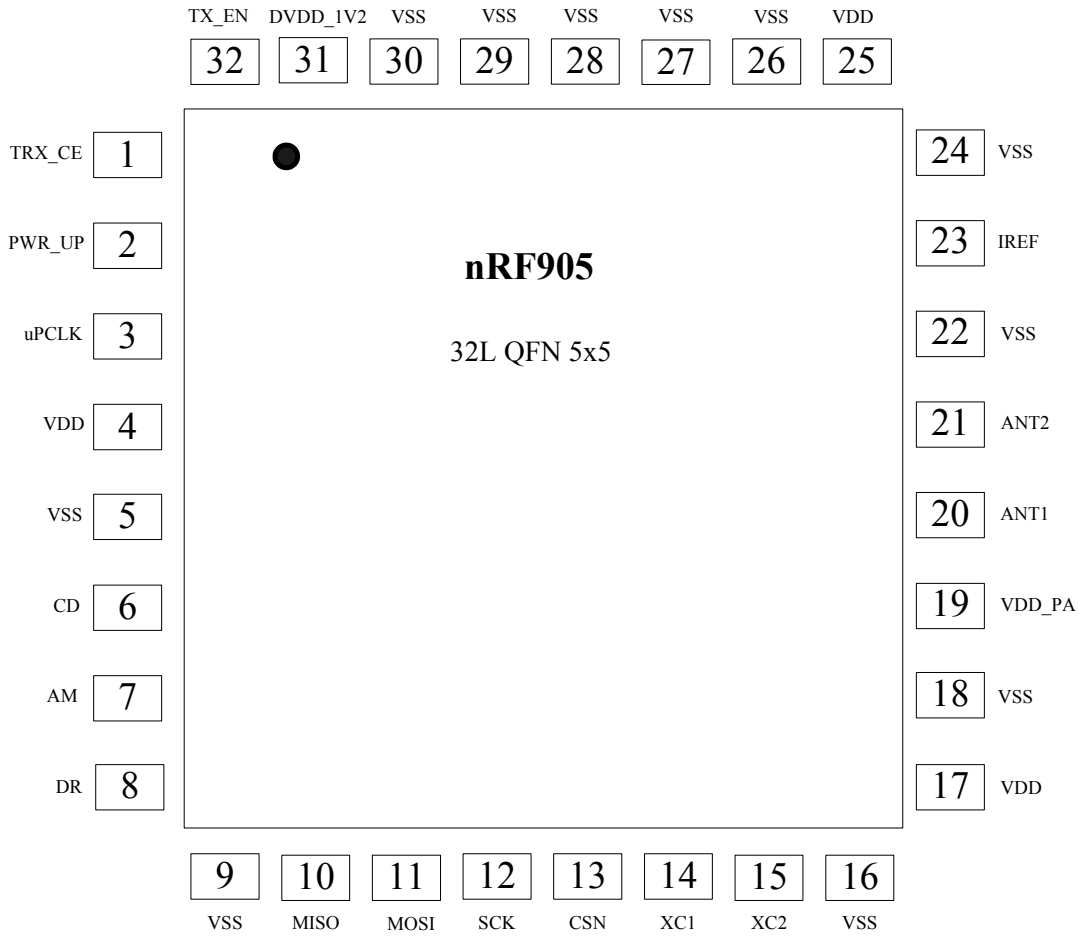 TX_EN DVDD_1V2 VSS VSS VSS VSS VSS VDD
32 31 30 29 28 27 26 25
TRX_CE 1 24 VSS
PWR_UP 2 23 IREF
nRF905
uPCLK 3 22 VSS
32L QFN 5x5
VDD 4 21 ANT2
VSS 5 20 ANT1
CD 6 19 VDD_PA
AM 7 18 VSS
DR 8 17 VDD
9 10 11 12 13 14 15 16
VSS MISO MOSI SCK CSN XC1 XC2 VSS